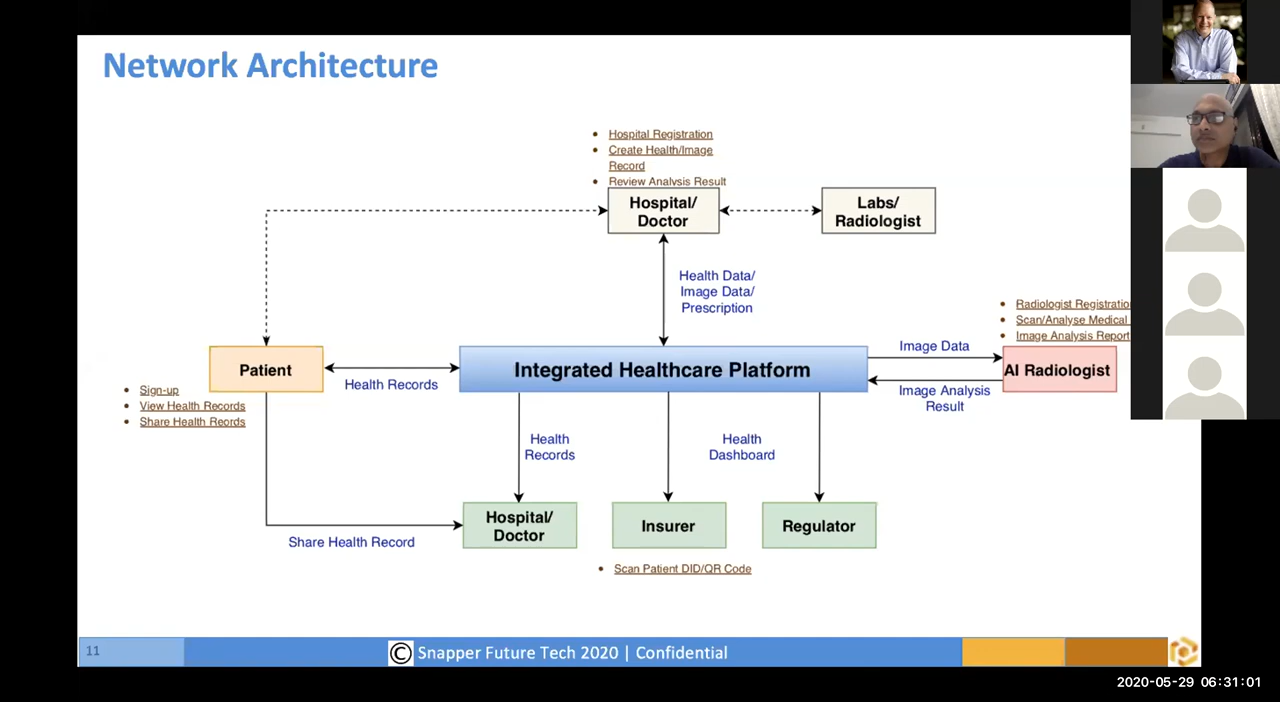 Network Architecture
Hospital Registration
Create Health/Image
Record
Review Analysis Result
Hospital/
Doctor
Labs/
Radiologist
Health Data/
Image Data/
Prescription
Radiologist Registratio
Scan/Analyse Medical
Image Analysis Report
Patient
Health Records
Integrated Healthcare Platform
Image Data
Image Analysis
Result
AI Radiologist
Sign-up
View Health Records
Share Health Reords
Health
Records
Health
Dashboard
Share Health Record
Hospital/
Doctor
Insurer
Regulator
Scan Patient DID/QR Code
11
© Snapper Future Tech 2020 | Confidential
2020-05-29 06:31:01